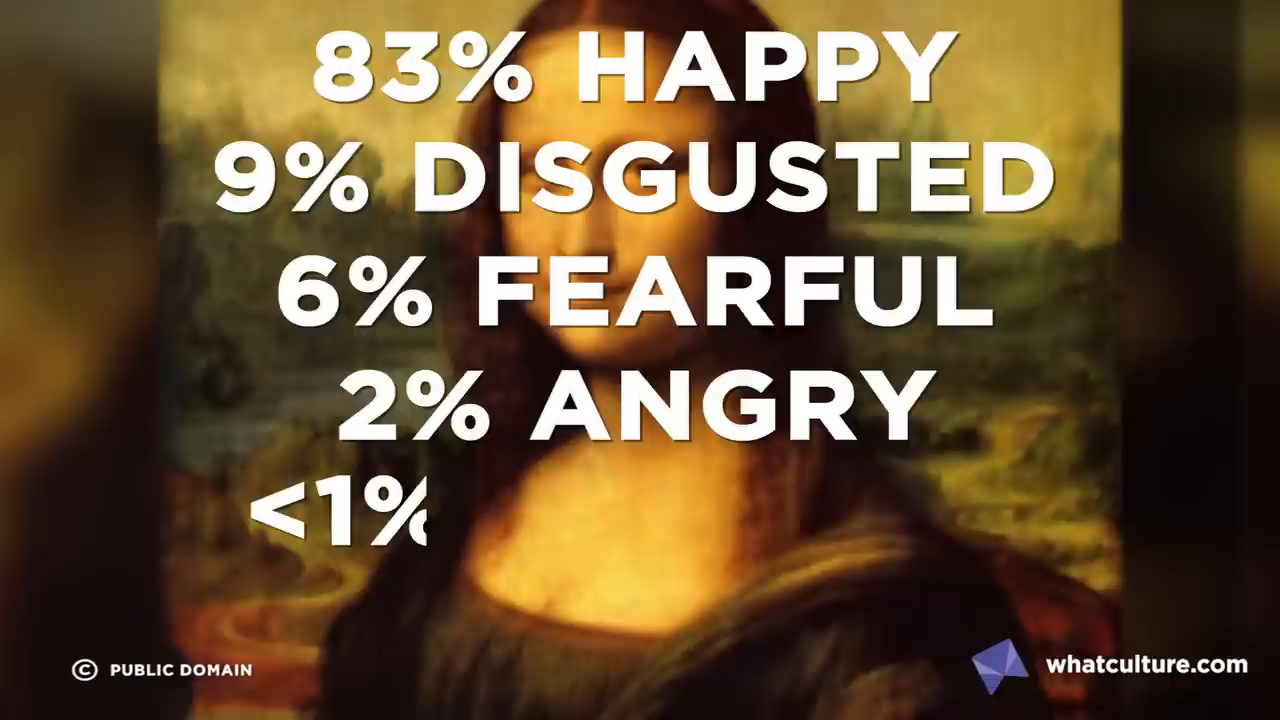 83% HAPPY
9% DISGUSTED
6% FEARFUL
2% ANGRY
<1%
© PUBLIC DOMAIN
whatculture.com